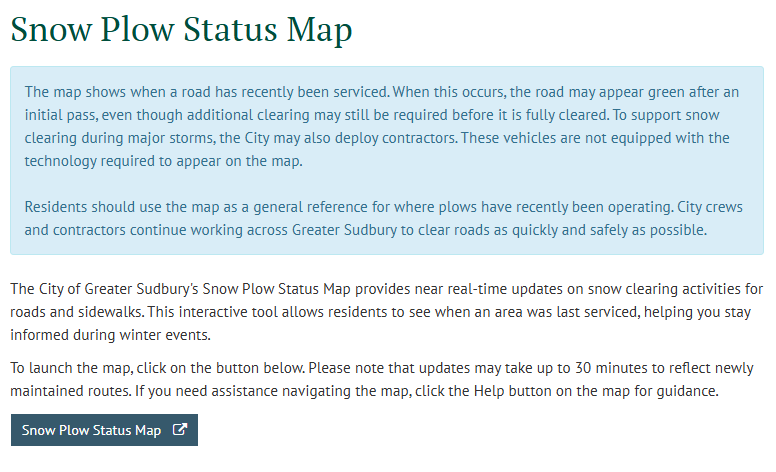 Snow Plow Status Map
The map shows when a road has recently been serviced. When this occurs, the road may appear green after an
initial pass, even though additional clearing may still be required before it is fully cleared. To support snow
clearing during major storms, the City may also deploy contractors. These vehicles are not equipped with the
technology required to appear on the map.
Residents should use the map as a general reference for where plows have recently been operating. City crews
and contractors continue working across Greater Sudbury to clear roads as quickly and safely as possible.
The City of Greater Sudbury's Snow Plow Status Map provides near real-time updates on snow clearing activities for
roads and sidewalks. This interactive tool allows residents to see when an area was last serviced, helping you stay
informed during winter events.
To launch the map, click on the button below. Please note that updates may take up to 30 minutes to reflect newly
maintained routes. If you need assistance navigating the map, click the Help button on the map for guidance.
Snow Plow Status Map